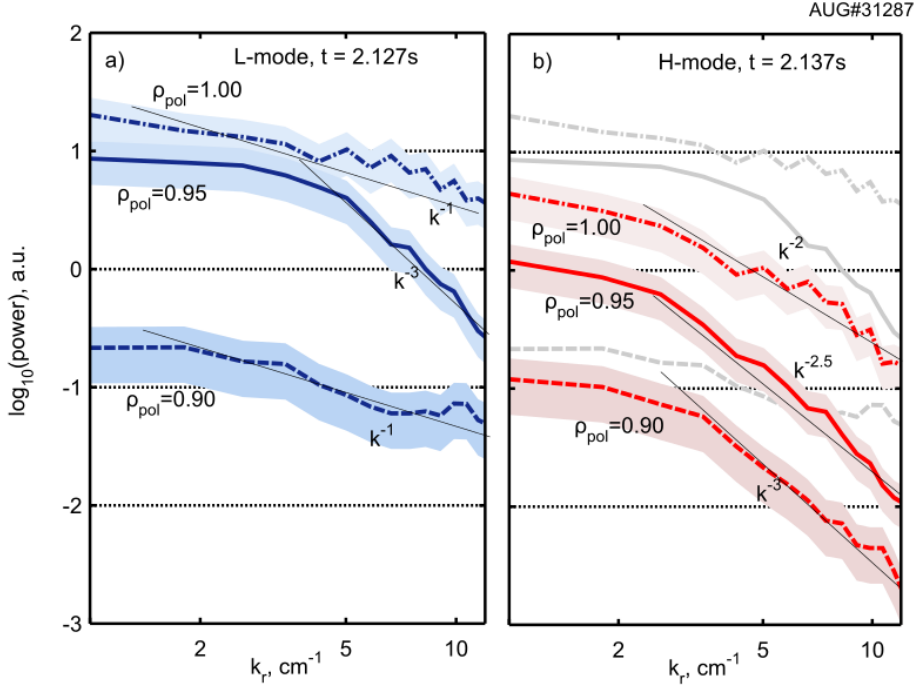 AUG#31287
a) L-mode, t = 2.127s
b) H-mode, t = 2.137s
2
1
0
-1
-2
-3
log₁₀(power), a.u.
ρpol=1.00
ρpol=0.95
k⁻¹
k⁻³
ρpol=0.90
k⁻¹
ρpol=1.00
k⁻²
ρpol=0.95
k⁻²·⁵
ρpol=0.90
k⁻³
2 5 10
2 5 10
kr, cm⁻¹
kr, cm⁻¹